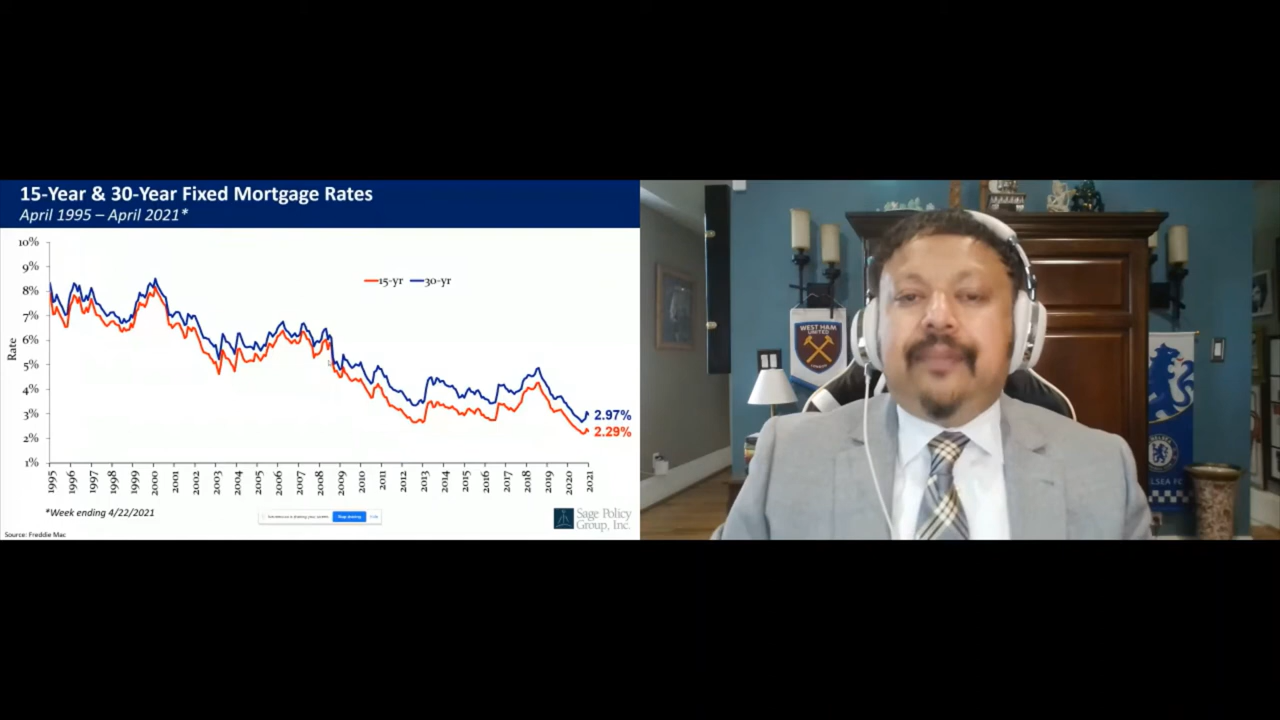 15-Year & 30-Year Fixed Mortgage Rates
April 1995 – April 2021*
10%
9%
8%
7%
6%
5%
4%
3%
2%
1%
Rate
15-yr
30-yr
2.97%
2.29%
1995
1996
1997
1998
1999
2000
2001
2002
2003
2004
2005
2006
2007
2008
2009
2010
2011
2012
2013
2014
2015
2016
2017
2018
2019
2020
2021
*Week ending 4/22/2021
Stop sharing
Hide
Sage Policy
Group, Inc.
Source: Freddie Mac
WEST HAM
UNITED
LONDON